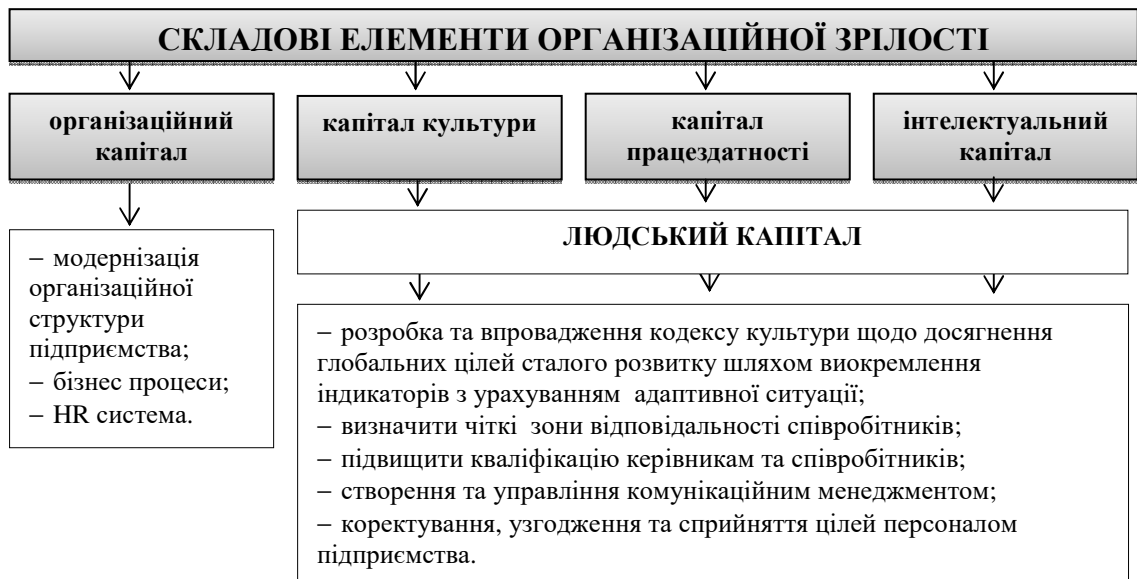 СКЛАДОВІ ЕЛЕМЕНТИ ОРГАНІЗАЦІЙНОЇ ЗРІЛОСТІ
організаційний
капітал
капітал культури
капітал
працездатності
інтелектуальний
капітал
– модернізація
організаційної
структури
підприємства;
– бізнес процеси;
– HR система.
ЛЮДСЬКИЙ КАПІТАЛ
– розробка та впровадження кодексу культури щодо досягнення
глобальних цілей сталого розвитку шляхом виокремлення
індикаторів з урахуванням адаптивної ситуації;
– визначити чіткі зони відповідальності співробітників;
– підвищити кваліфікацію керівникам та співробітників;
– створення та управління комунікаційним менеджментом;
– коректування, узгодження та сприйняття цілей персоналом
підприємства.